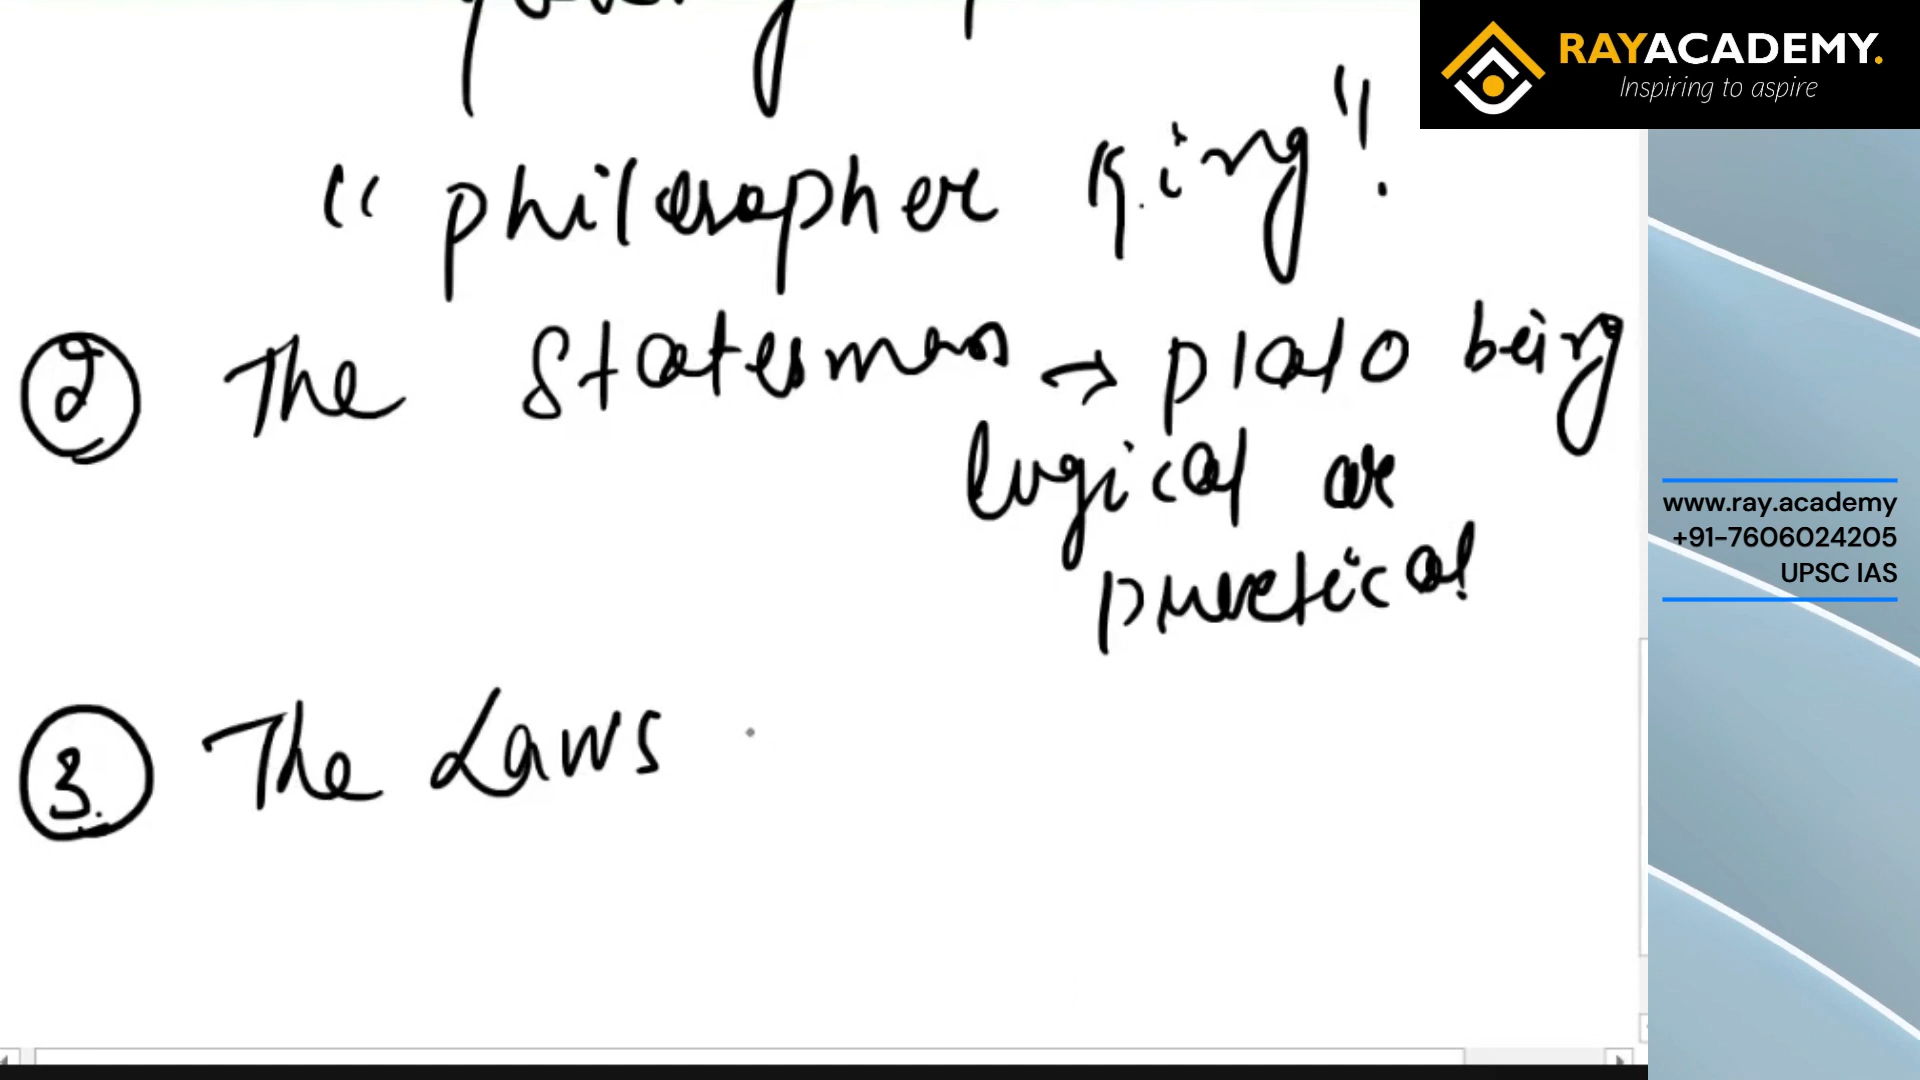 RAYACADEMY.
Inspiring to aspire
"philosopher King".
② The Statesman → plato being
logical or
practical
www.ray.academy
+91-7606024205
UPSC IAS
③ The Laws